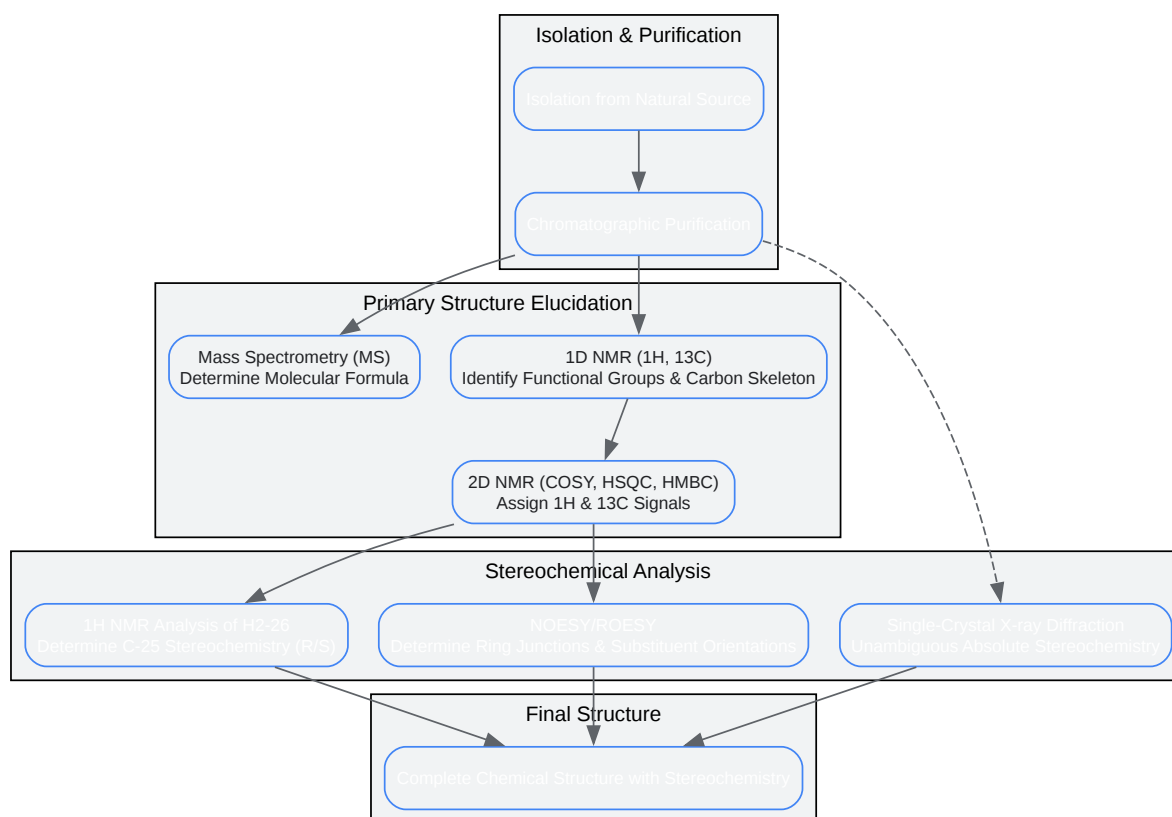 Isolation & Purification
Isolation from Natural Source
Chromatographic Purification
Primary Structure Elucidation
Mass Spectrometry (MS)
Determine Molecular Formula
1D NMR (1H, 13C)
Identify Functional Groups & Carbon Skeleton
2D NMR (COSY, HSQC, HMBC)
Assign 1H & 13C Signals
Stereochemical Analysis
1H NMR Analysis of H2-26
Determine C-25 Stereochemistry (R/S)
NOESY/ROESY
Determine Ring Junctions & Substituent Orientations
Single-Crystal X-ray Diffraction
Unambiguous Absolute Stereochemistry
Final Structure
Complete Chemical Structure with Stereochemistry